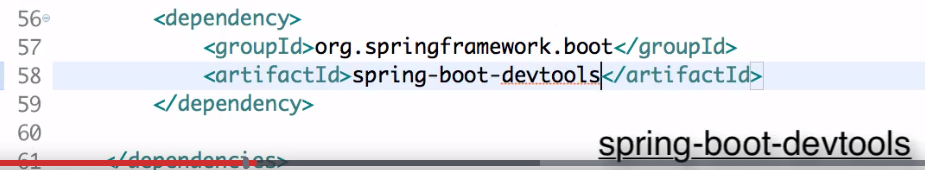 56 <dependency>
57 <groupId>org.springframework.boot</groupId>
58 <artifactId>spring-boot-devtools</artifactId>
59 </dependency>
60
61 </dependencies>
spring-boot-devtools